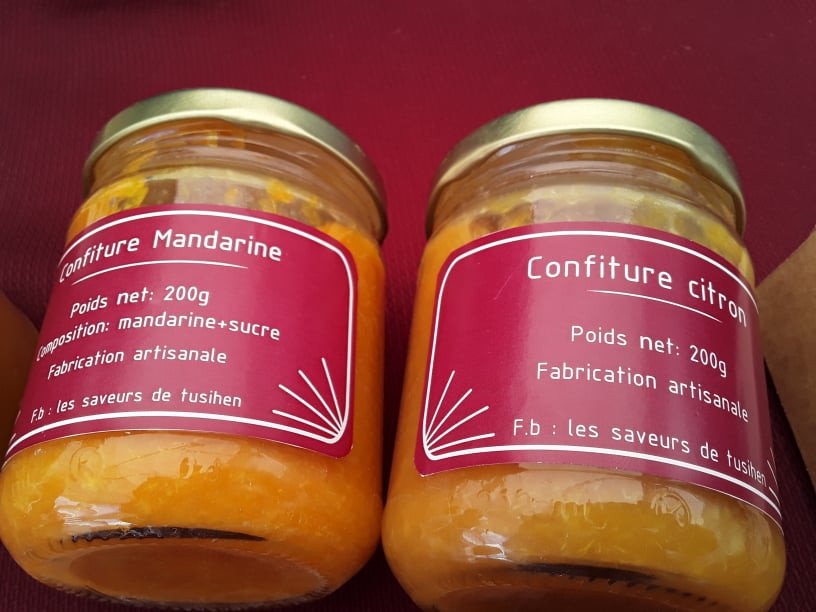 Confiture Mandarine
Poids net: 200g
Composition: mandarine+sucre
Fabrication artisanale
F.b : les saveurs de tusihen
Confiture citron
Poids net: 200g
Fabrication artisanale
F.b : les saveurs de tusihen